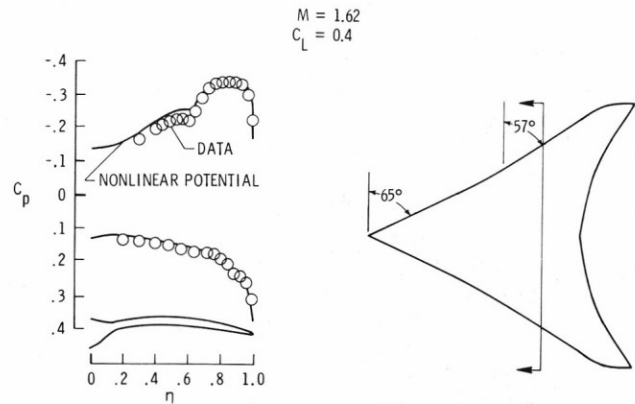 M = 1.62
C_L = 0.4
-.4
-.3
-.2
-.1
0
.1
.2
.3
.4
C_p
DATA
NONLINEAR POTENTIAL
0 .2 .4 .6 .8 1.0
η
65°
57°